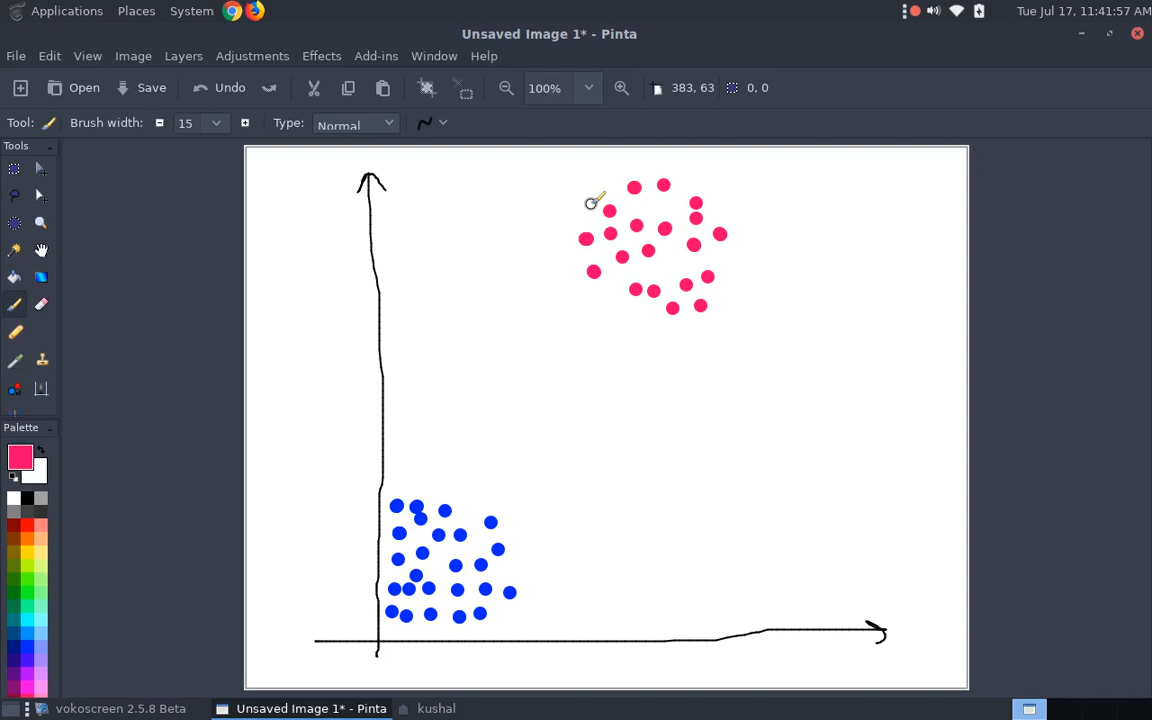 Applications Places System Tue Jul 17, 11:41:57 AM
Unsaved Image 1* - Pinta
File Edit View Image Layers Adjustments Effects Add-ins Window Help
Open Save Undo 100% 383, 63 0, 0
Tool: Brush width: 15 Type: Normal
Tools
Palette
vokoscreen 2.5.8 Beta Unsaved Image 1* - Pinta kushal